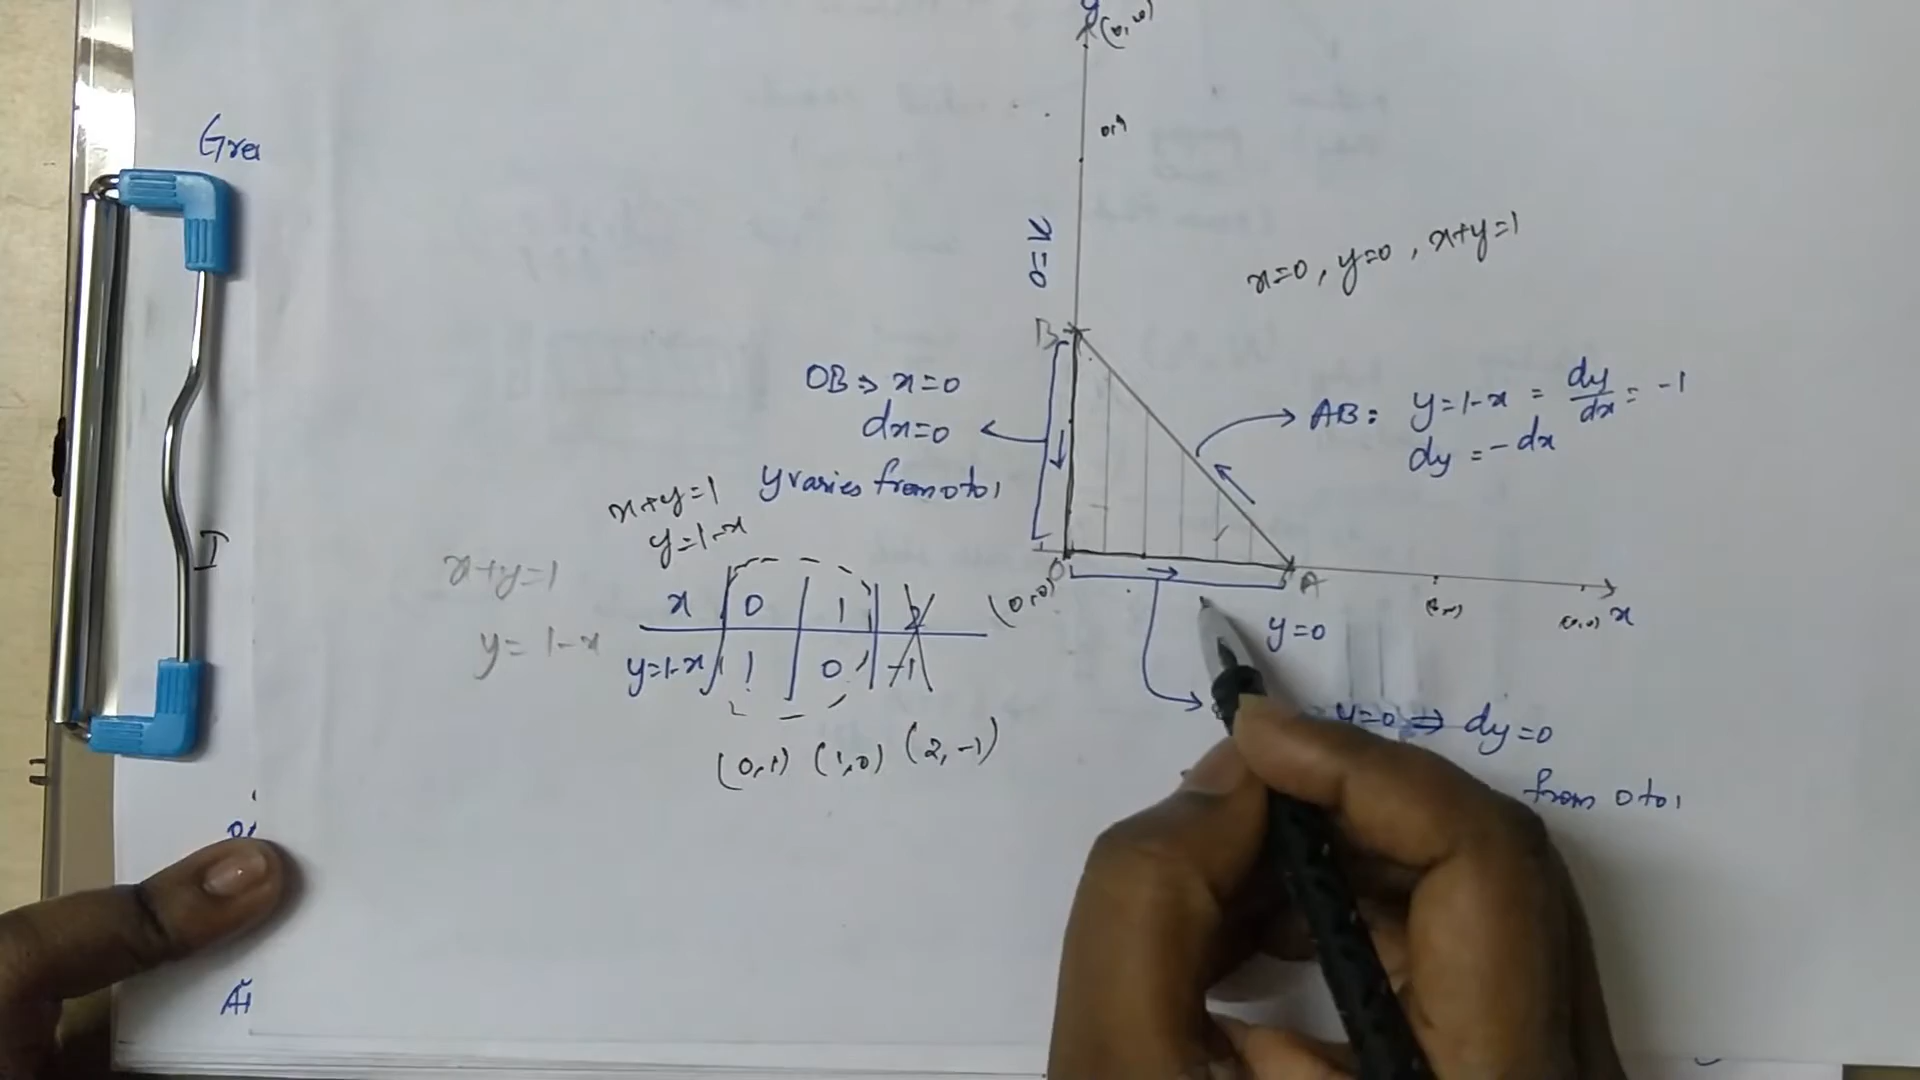 Grea
y
x=0
x=0, y=0, x+y=1
B
OB ⇒ x=0
dx=0
y varies from 0 to 1
AB: y=1-x = dy/dx = -1
dy = -dx
x+y=1
y=1-x
x+y=1
y=1-x
I
x | 0 | 1 | 2
y=1-x | 1 | 0 | -1
(0,1) (1,0) (2,-1)
(0,0)
O
A
x
y=0
y=0 ⇒ dy=0
from 0 to 1